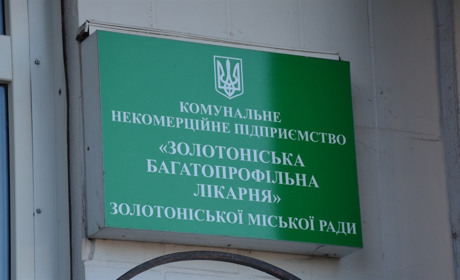 КОМУНАЛЬНЕ
НЕКОМЕРЦІЙНЕ ПІДПРИЄМСТВО
«ЗОЛОТОНІСЬКА
БАГАТОПРОФІЛЬНА
ЛІКАРНЯ»
ЗОЛОТОНІСЬКОЇ МІСЬКОЇ РАДИ